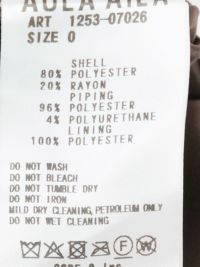 AULA AILA
ART 1253-07026
SIZE 0
SHELL
80% POLYESTER
20% RAYON
PIPING
96% POLYESTER
4% POLYURETHANE
LINING
100% POLYESTER
DO NOT WASH
DO NOT BLEACH
DO NOT TUMBLE DRY
DO NOT IRON
MILD DRY CLEANING, PETROLEUM ONLY
DO NOT WET CLEANING
F W